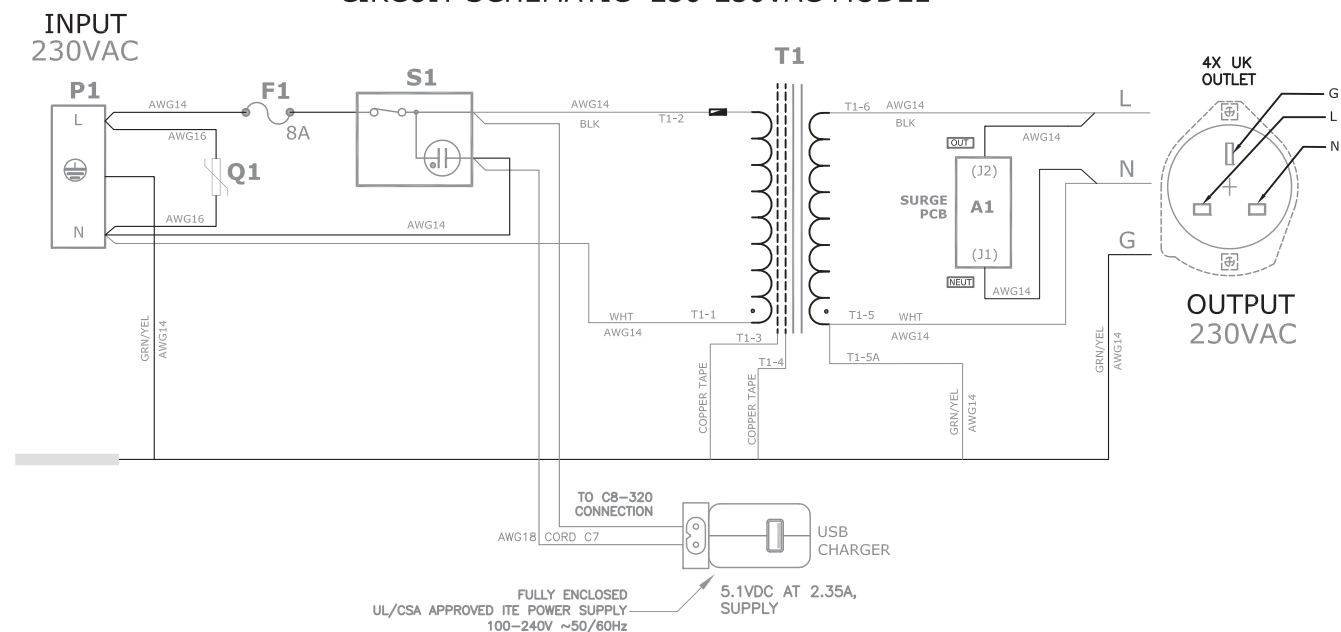 INPUT
230VAC
P1
L
N
AWG14
F1
8A
S1
AWG16
Q1
AWG16
AWG14
AWG14
BLK
T1-2
T1
T1-6 AWG14
BLK
L
OUT
AWG14
(J2)
SURGE
PCB
A1
(J1)
NEUT
AWG14
N
G
4X UK
OUTLET
G
L
N
OUTPUT
230VAC
WHT
AWG14
T1-1
T1-5 WHT
AWG14
T1-3
T1-4
T1-5A
GRN/YEL
AWG14
COPPER TAPE
COPPER TAPE
GRN/YEL
AWG14
GRN/YEL
AWG14
TO C8-320
CONNECTION
AWG18 CORD C7
USB
CHARGER
FULLY ENCLOSED
UL/CSA APPROVED ITE POWER SUPPLY
100-240V ~50/60Hz
5.1VDC AT 2.35A,
SUPPLY